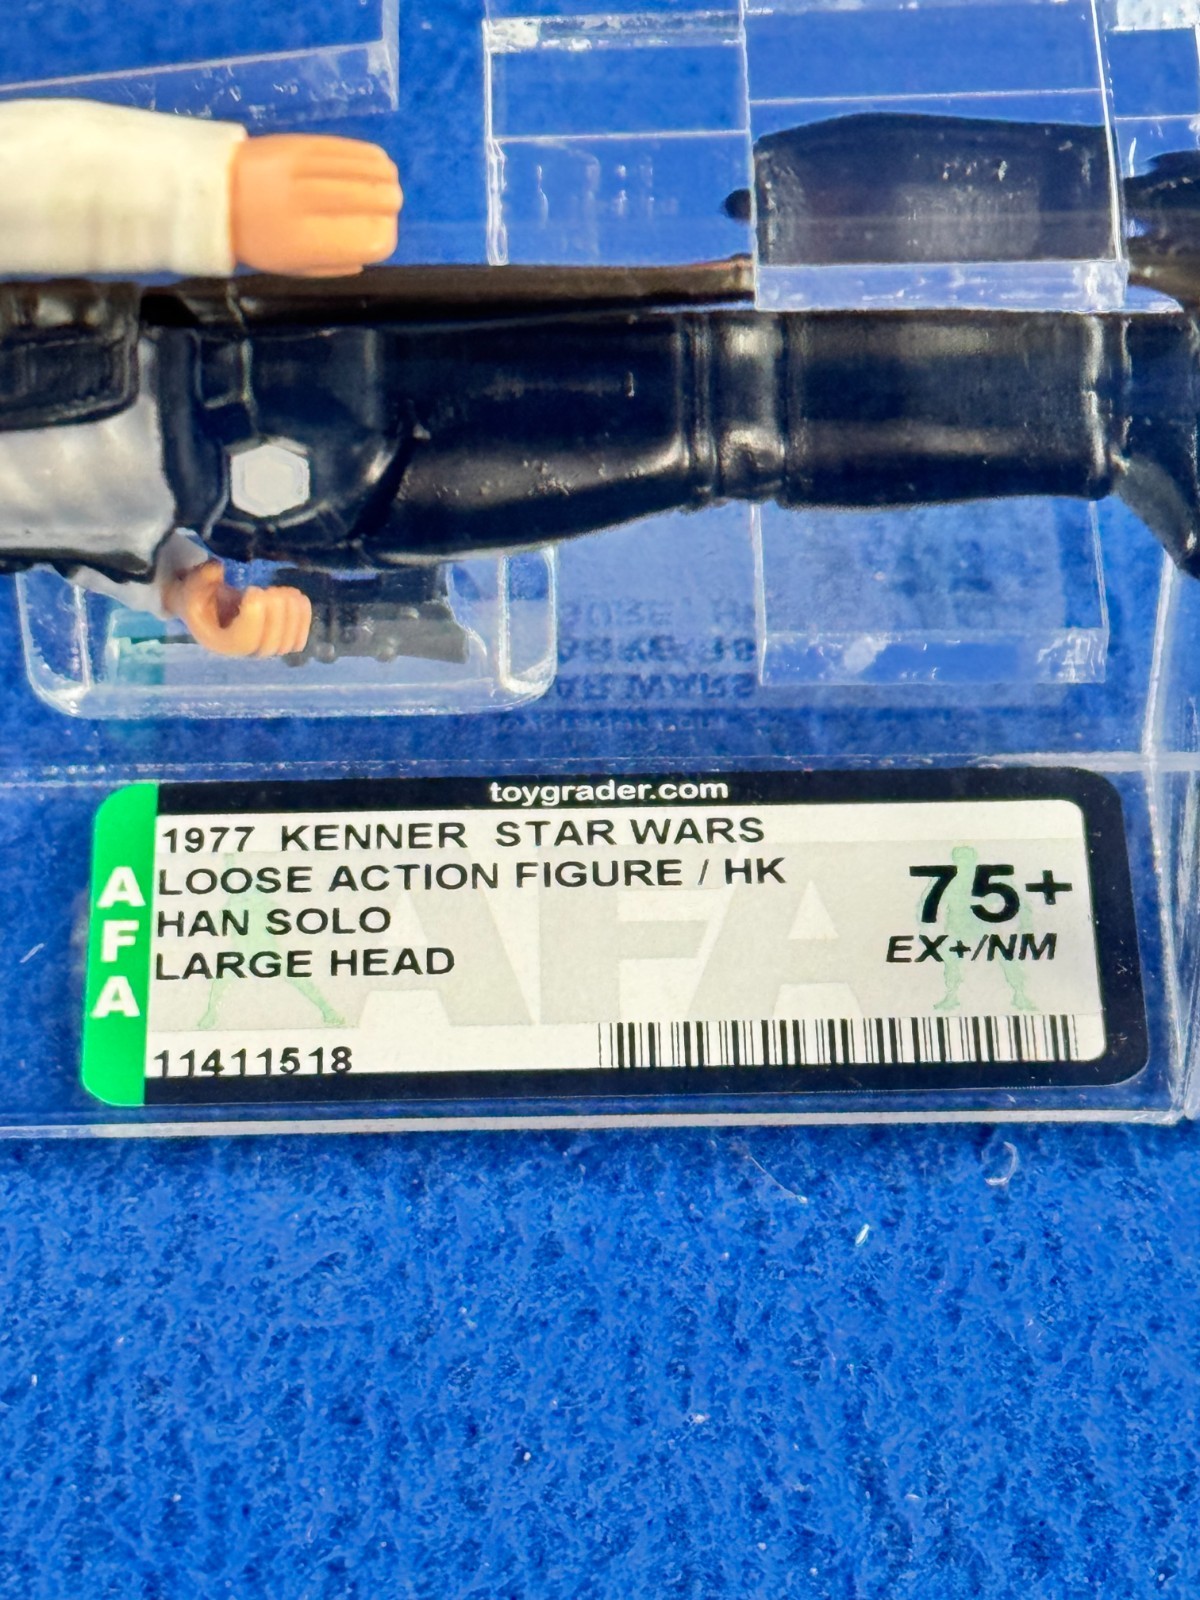 toygrader.com
1977 KENNER STAR WARS
LOOSE ACTION FIGURE / HK
HAN SOLO
LARGE HEAD
75+
EX+/NM
AFA
AFA
11411518